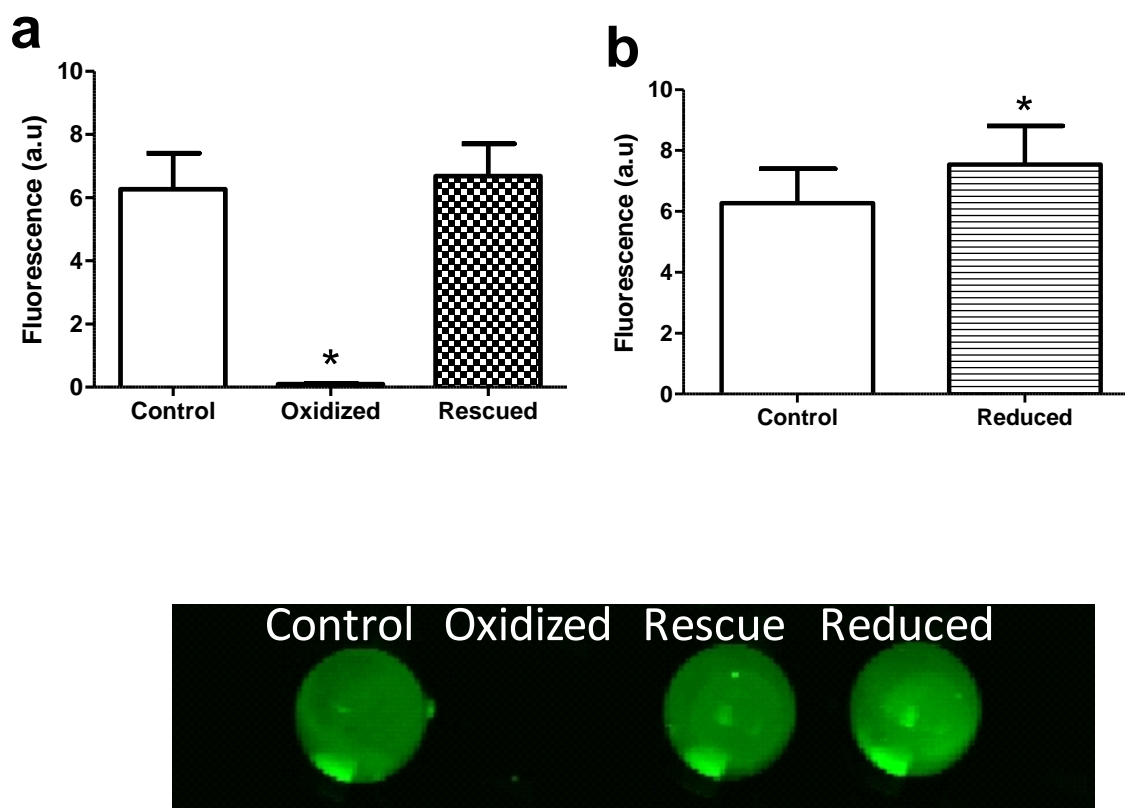 a
10
8
6
4
2
0
Fluorescence (a.u)
*
Control Oxidized Rescued
b
10
8
6
4
2
0
Fluorescence (a.u)
*
Control Reduced
Control Oxidized Rescue Reduced